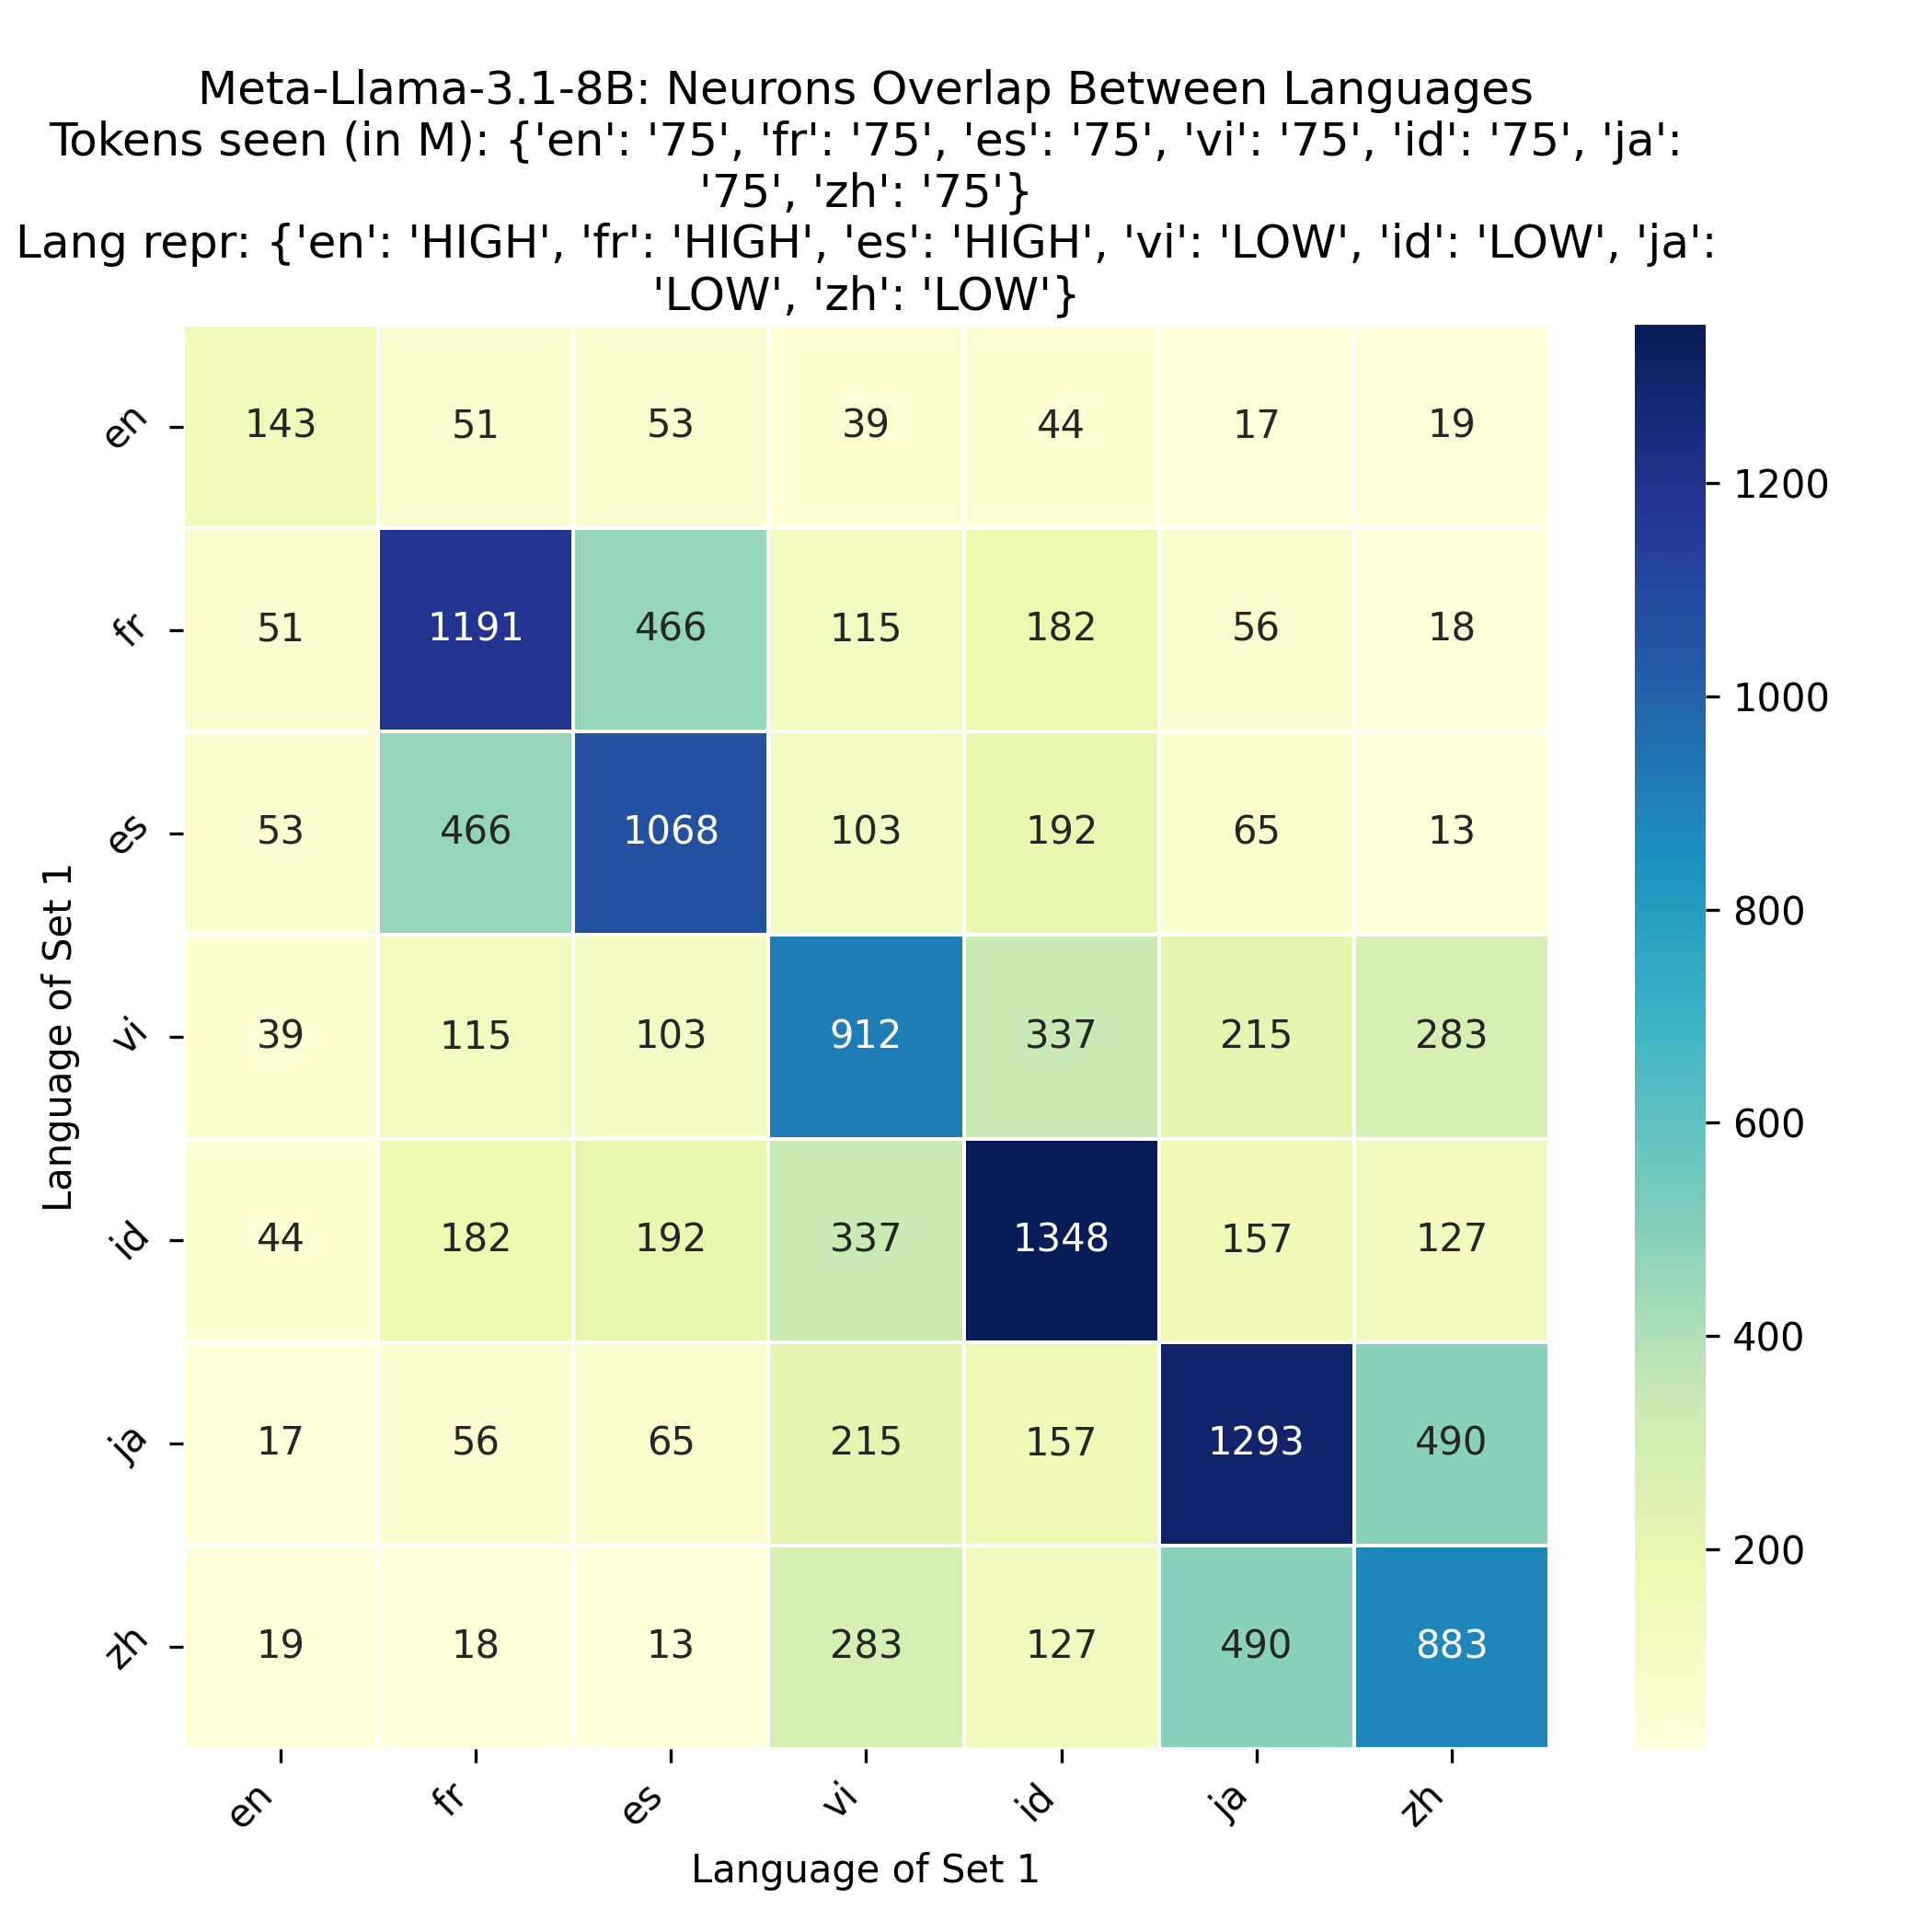 Meta-Llama-3.1-8B: Neurons Overlap Between Languages
Tokens seen (in M): {'en': '75', 'fr': '75', 'es': '75', 'vi': '75', 'id': '75', 'ja':
'75', 'zh': '75'}
Lang repr: {'en': 'HIGH', 'fr': 'HIGH', 'es': 'HIGH', 'vi': 'LOW', 'id': 'LOW', 'ja':
'LOW', 'zh': 'LOW'}
en 143 51 53 39 44 17 19
fr 51 1191 466 115 182 56 18
es 53 466 1068 103 192 65 13
vi 39 115 103 912 337 215 283
id 44 182 192 337 1348 157 127
ja 17 56 65 215 157 1293 490
zh 19 18 13 283 127 490 883
en fr es vi id ja zh
Language of Set 1
Language of Set 1
1200
1000
800
600
400
200